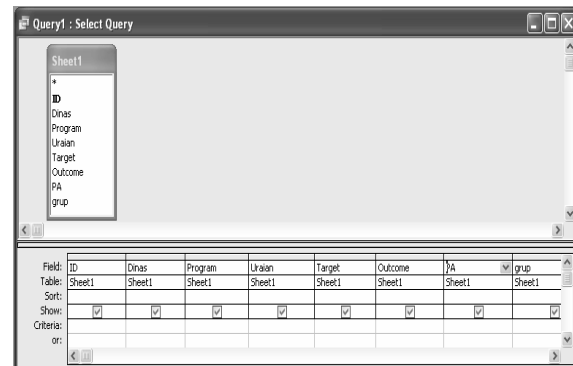 Query1 : Select Query
Sheet1
*
ID
Dinas
Program
Uraian
Target
Outcome
PA
grup
Field: ID Dinas Program Uraian Target Outcome PA grup
Table: Sheet1 Sheet1 Sheet1 Sheet1 Sheet1 Sheet1 Sheet1 Sheet1
Sort:
Show:
Criteria:
or: